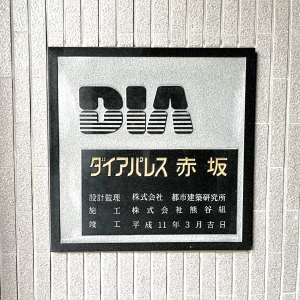 DIA
ダイアパレス 赤坂
設計監理 株式会社 都市建築研究所
施工 株式会社熊谷組
竣工 平成11年3月吉日